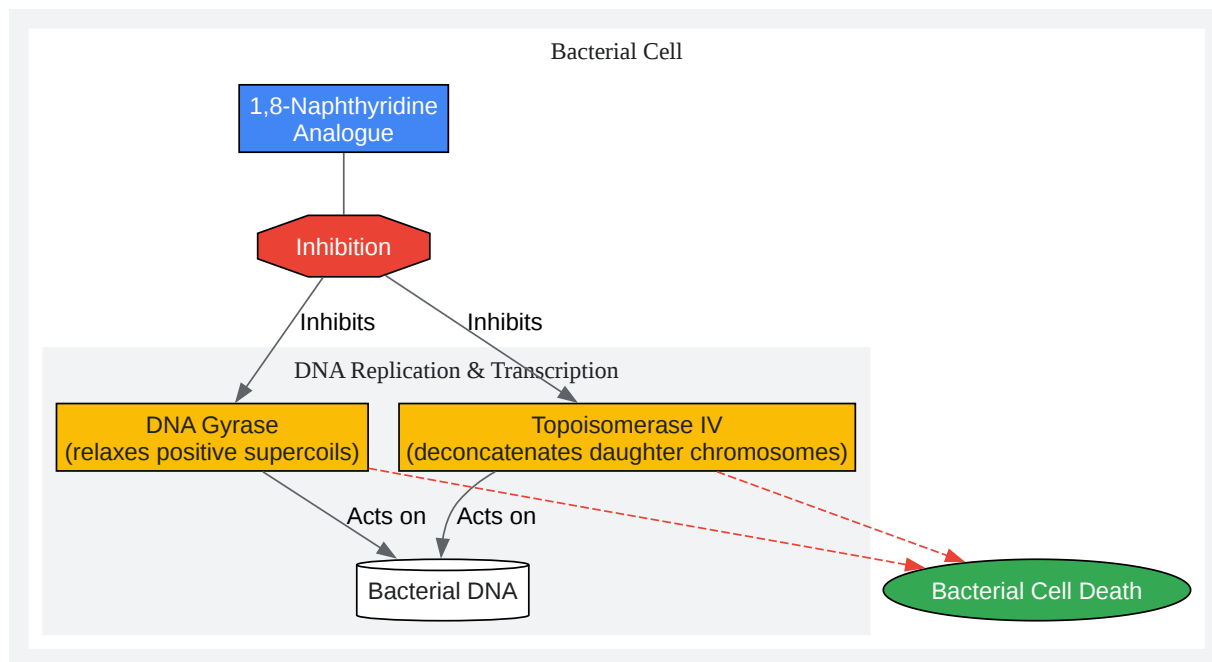 Bacterial Cell
1,8-Naphthyridine
Analogue
Inhibition
Inhibits
Inhibits
DNA Replication & Transcription
DNA Gyrase
(relaxes positive supercoils)
Topoisomerase IV
(deconcatenates daughter chromosomes)
Acts on
Acts on
Bacterial DNA
Bacterial Cell Death